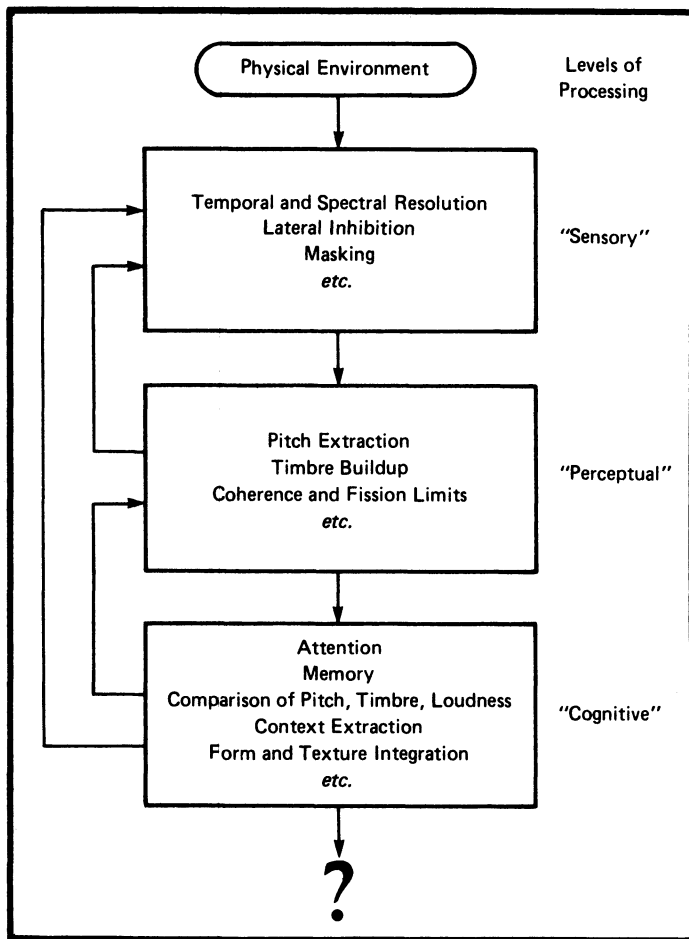 Physical Environment
Levels of
Processing
Temporal and Spectral Resolution
Lateral Inhibition
Masking
etc.
"Sensory"
Pitch Extraction
Timbre Buildup
Coherence and Fission Limits
etc.
"Perceptual"
Attention
Memory
Comparison of Pitch, Timbre, Loudness
Context Extraction
Form and Texture Integration
etc.
"Cognitive"
?